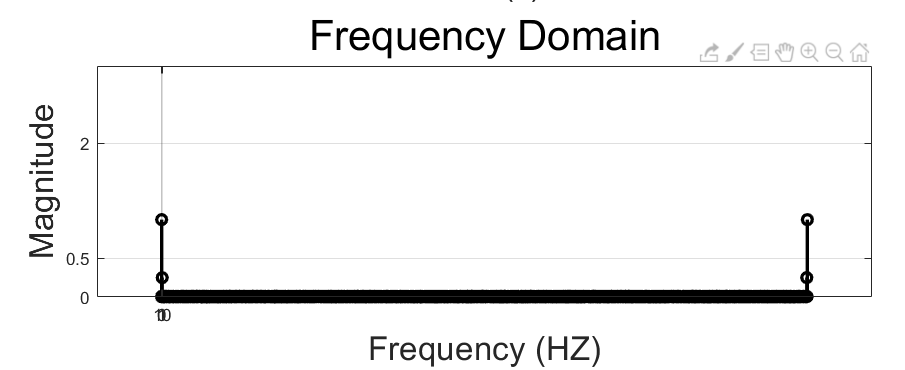 Frequency Domain
Magnitude
2
0.5
0
Frequency (HZ)